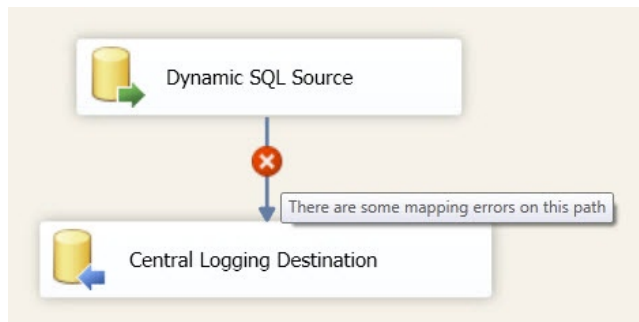 Dynamic SQL Source
There are some mapping errors on this path
Central Logging Destination